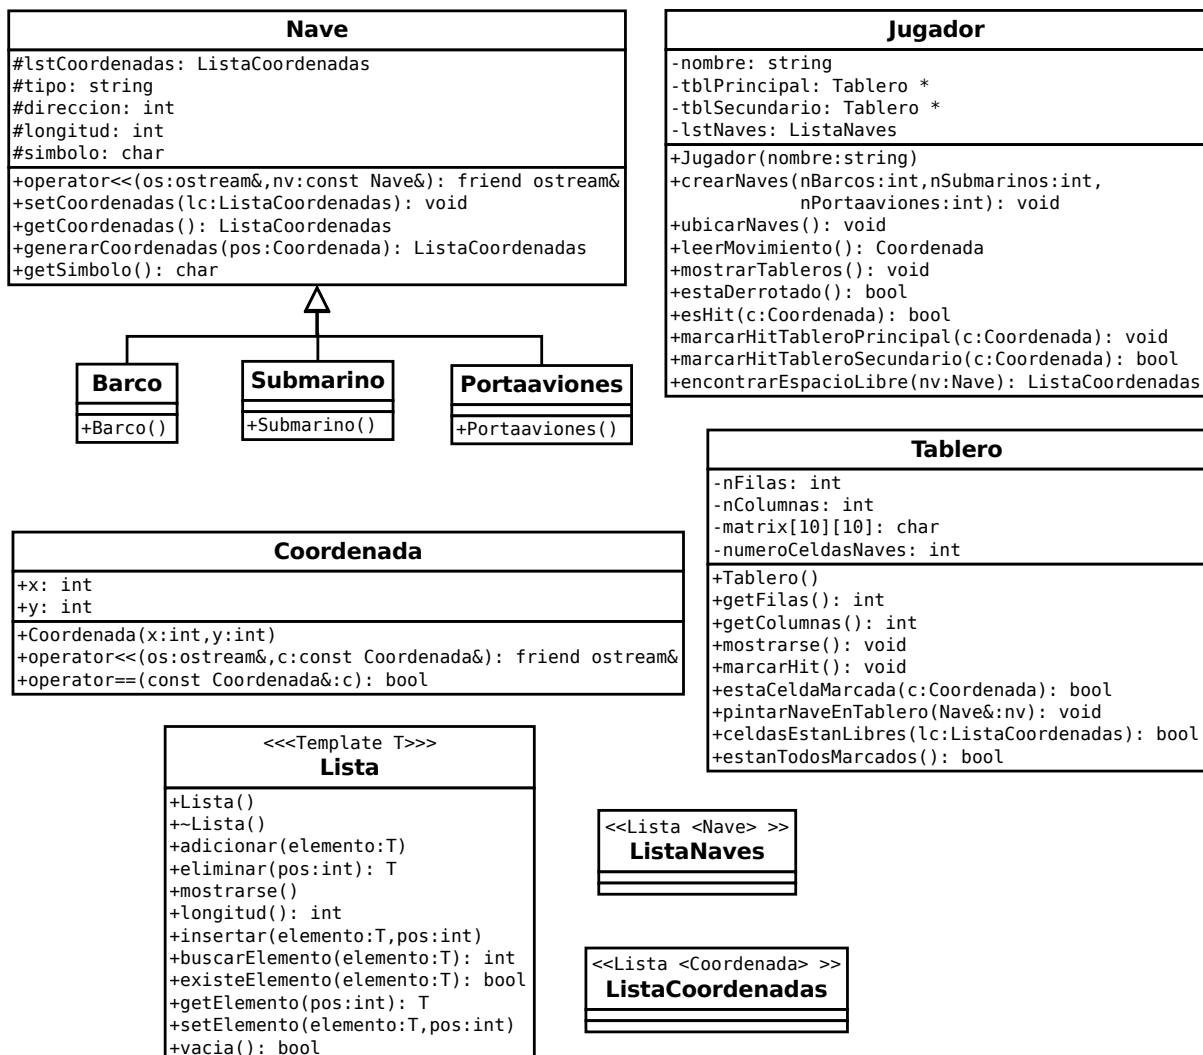 Nave
#lstCoordenadas: ListaCoordenadas
#tipo: string
#direccion: int
#longitud: int
#simbolo: char
+operator<<(os:ostream&,nv:const Nave&): friend ostream&
+setCoordenadas(lc:ListaCoordenadas): void
+getCoordenadas(): ListaCoordenadas
+generarCoordenadas(pos:Coordenada): ListaCoordenadas
+getSimbolo(): char
Jugador
-nombre: string
-tblPrincipal: Tablero *
-tblSecundario: Tablero *
-lstNaves: ListaNaves
+Jugador(nombre:string)
+crearNaves(nBarcos:int,nSubmarinos:int,
nPortaaviones:int): void
+ubicarNaves(): void
+leerMovimiento(): Coordenada
+mostrarTableros(): void
+estaDerrotado(): bool
+esHit(c:Coordenada): bool
+marcarHitTableroPrincipal(c:Coordenada): void
+marcarHitTableroSecundario(c:Coordenada): bool
+encontrarEspacioLibre(nv:Nave): ListaCoordenadas
Barco
+Barco()
Submarino
+Submarino()
Portaaviones
+Portaaviones()
Tablero
-nFilas: int
-nColumnas: int
-matrix[10][10]: char
-numeroCeldasNaves: int
+Tablero()
+getFilas(): int
+getColumnas(): int
+mostrarse(): void
+marcarHit(): void
+estaCeldaMarcada(c:Coordenada): bool
+pintarNaveEnTablero(Nave&:nv): void
+celdasEstanLibres(lc:ListaCoordenadas): bool
+estanTodosMarcados(): bool
Coordenada
+x: int
+y: int
+Coordenada(x:int,y:int)
+operator<<(os:ostream&,c:const Coordenada&): friend ostream&
+operator==(const Coordenada&:c): bool
<<<Template T>>>
Lista
+Lista()
+~Lista()
+adicionar(elemento:T)
+eliminar(pos:int): T
+mostrarse()
+longitud(): int
+insertar(elemento:T,pos:int)
+buscarElemento(elemento:T): int
+existeElemento(elemento:T): bool
+getElemento(pos:int): T
+setElemento(elemento:T,pos:int)
+vacia(): bool
<<Lista <Nave> >>
ListaNaves
<<Lista <Coordenada> >>
ListaCoordenadas